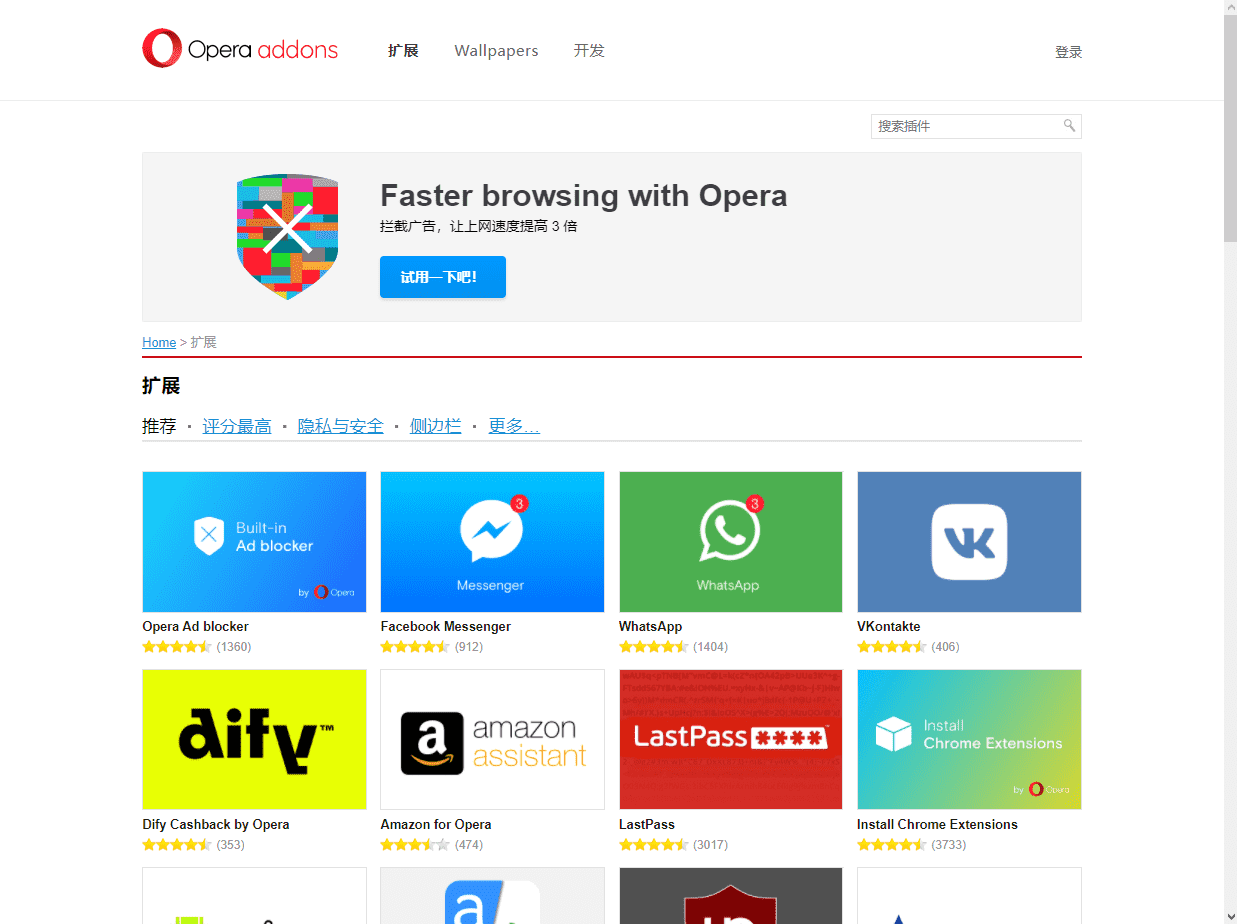 Opera addons
扩展 Wallpapers 开发 登录
搜索插件
Faster browsing with Opera
拦截广告，让上网速度提高 3 倍
试用一下吧！
Home > 扩展
扩展
推荐 · 评分最高 · 隐私与安全 · 侧边栏 · 更多…
Built-in
Ad blocker
by Opera
3
Messenger
3
WhatsApp
VK
Opera Ad blocker
Facebook Messenger
WhatsApp
VKontakte
(1360)
(912)
(1404)
(406)
dify™
a
amazon
assistant
LastPass ****
Install
Chrome Extensions
by Opera
Dify Cashback by Opera
Amazon for Opera
LastPass
Install Chrome Extensions
(353)
(474)
(3017)
(3733)
a